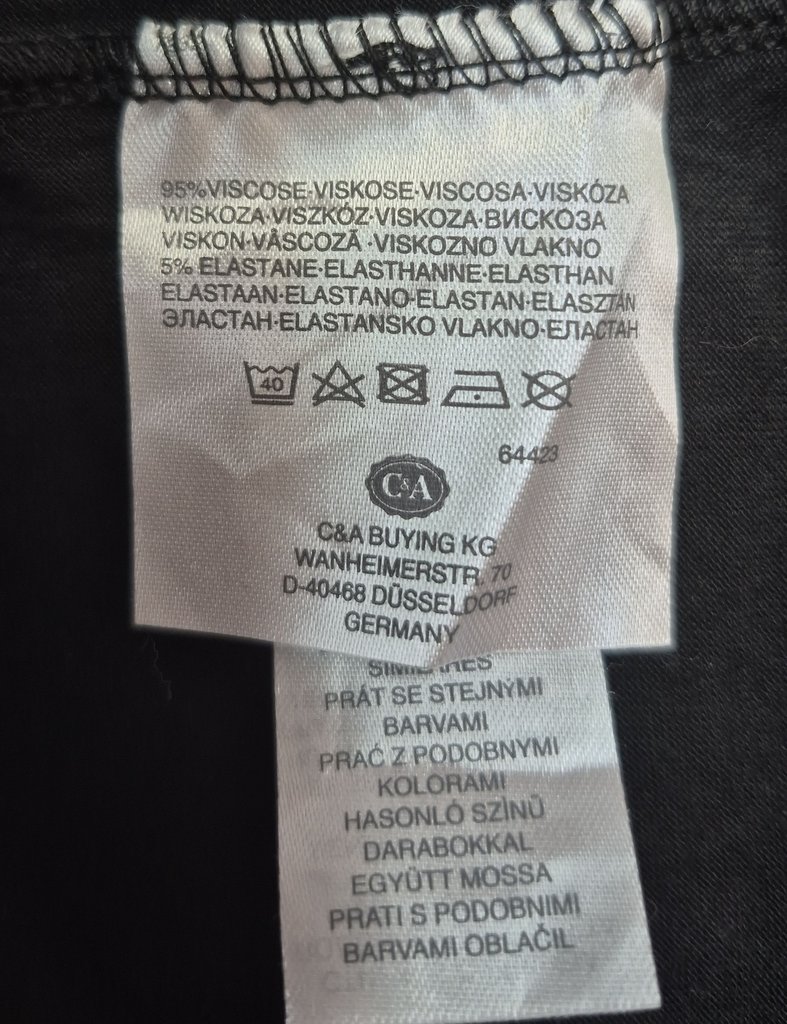 95% VISCOSE·VISKOSE·VISCOSA·VISKÓZA
WISKOZA·VISZKÓZ·VISKOZA·ВИСКОЗА
VISKON·VÂSCOZĂ ·VISKOZNO VLAKNO
5% ELASTANE·ELASTHANNE·ELASTHAN
ELASTAAN·ELASTANO·ELASTAN·ELASZTÁN
ЭЛАСТАН·ELASTANSKO VLAKNO·ЕЛАСТАН
40
64423
C&A
C&A BUYING KG
WANHEIMERSTR. 70
D-40468 DÜSSELDORF
GERMANY
PRÁT SE STEJNÝMI
BARVAMI
PRAĆ Z PODOBNYMI
KOLORAMI
HASONLÓ SZÌNŰ
DARABOKKAL
EGYÜTT MOSSA
PRATI S PODOBNIMI
BARVAMI OBLAČIL